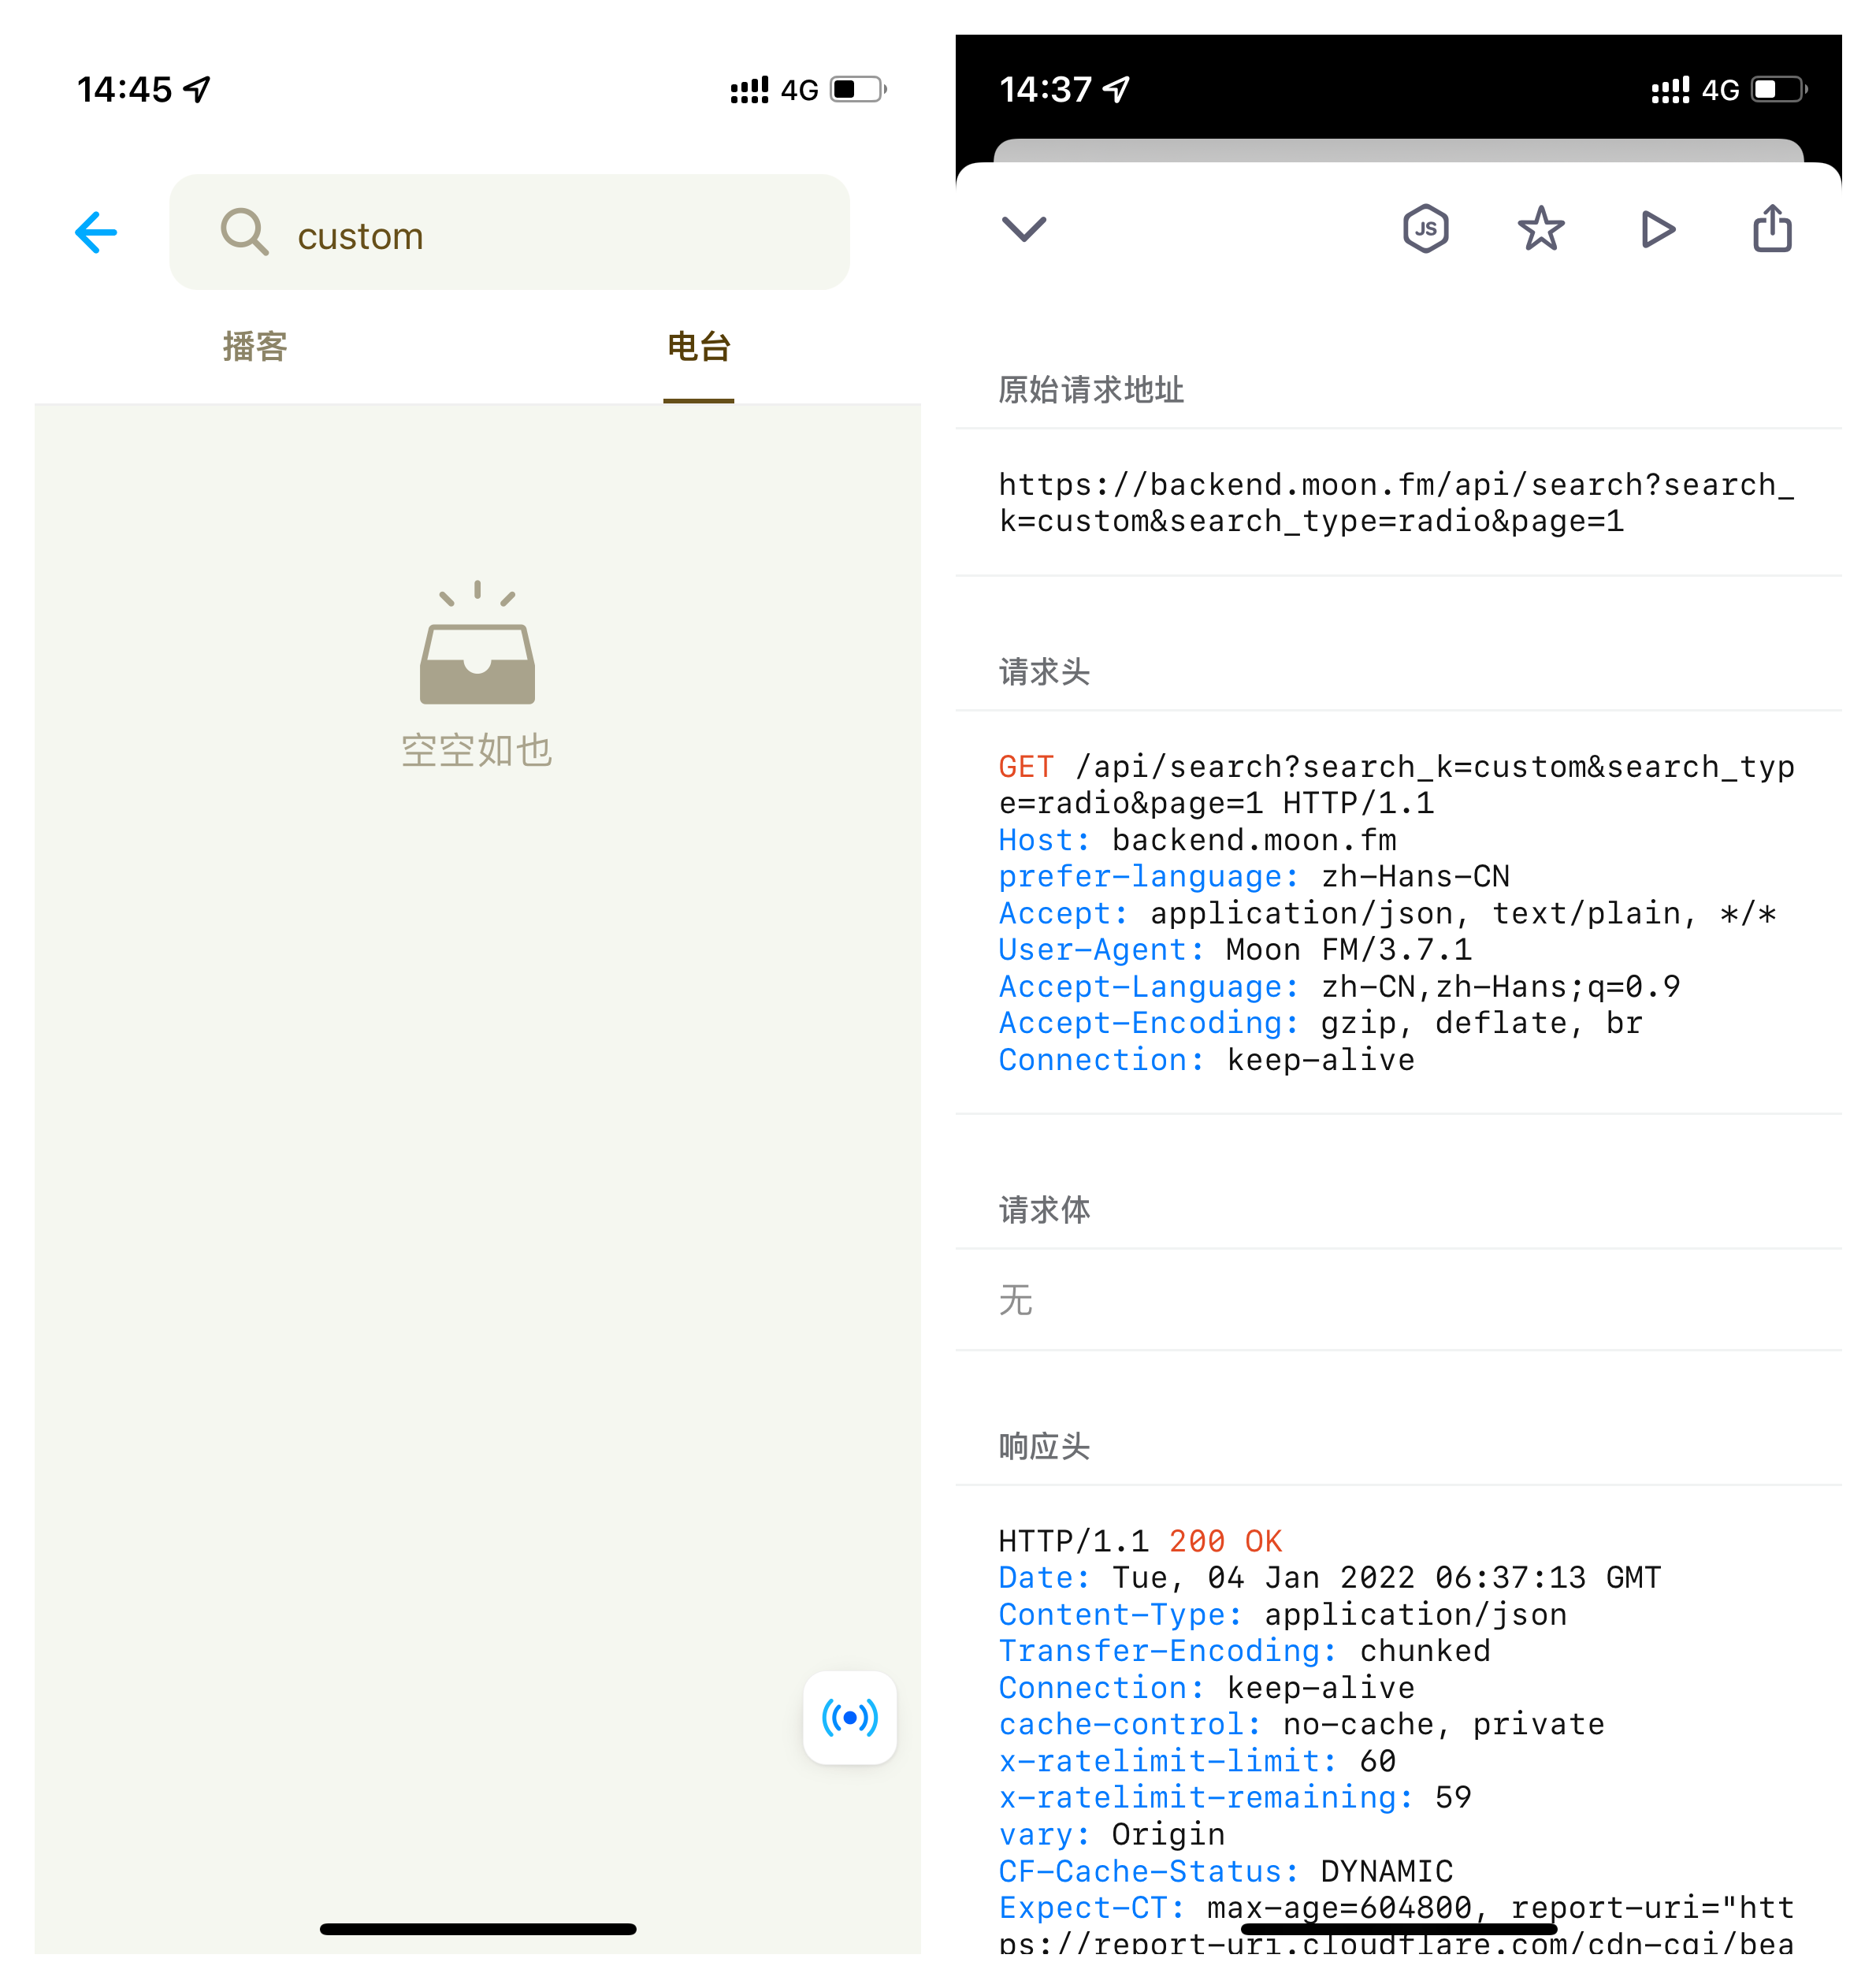 14:45
4G
custom
播客
电台
空空如也
14:37
4G
JS
原始请求地址
https://backend.moon.fm/api/search?search_
k=custom&search_type=radio&page=1
请求头
GET /api/search?search_k=custom&search_typ
e=radio&page=1 HTTP/1.1
Host: backend.moon.fm
prefer-language: zh-Hans-CN
Accept: application/json, text/plain, */*
User-Agent: Moon FM/3.7.1
Accept-Language: zh-CN,zh-Hans;q=0.9
Accept-Encoding: gzip, deflate, br
Connection: keep-alive
请求体
无
响应头
HTTP/1.1 200 OK
Date: Tue, 04 Jan 2022 06:37:13 GMT
Content-Type: application/json
Transfer-Encoding: chunked
Connection: keep-alive
cache-control: no-cache, private
x-ratelimit-limit: 60
x-ratelimit-remaining: 59
vary: Origin
CF-Cache-Status: DYNAMIC
Expect-CT: max-age=604800, report-uri="htt
ps://report-uri.cloudflare.com/cdn-cgi/bea